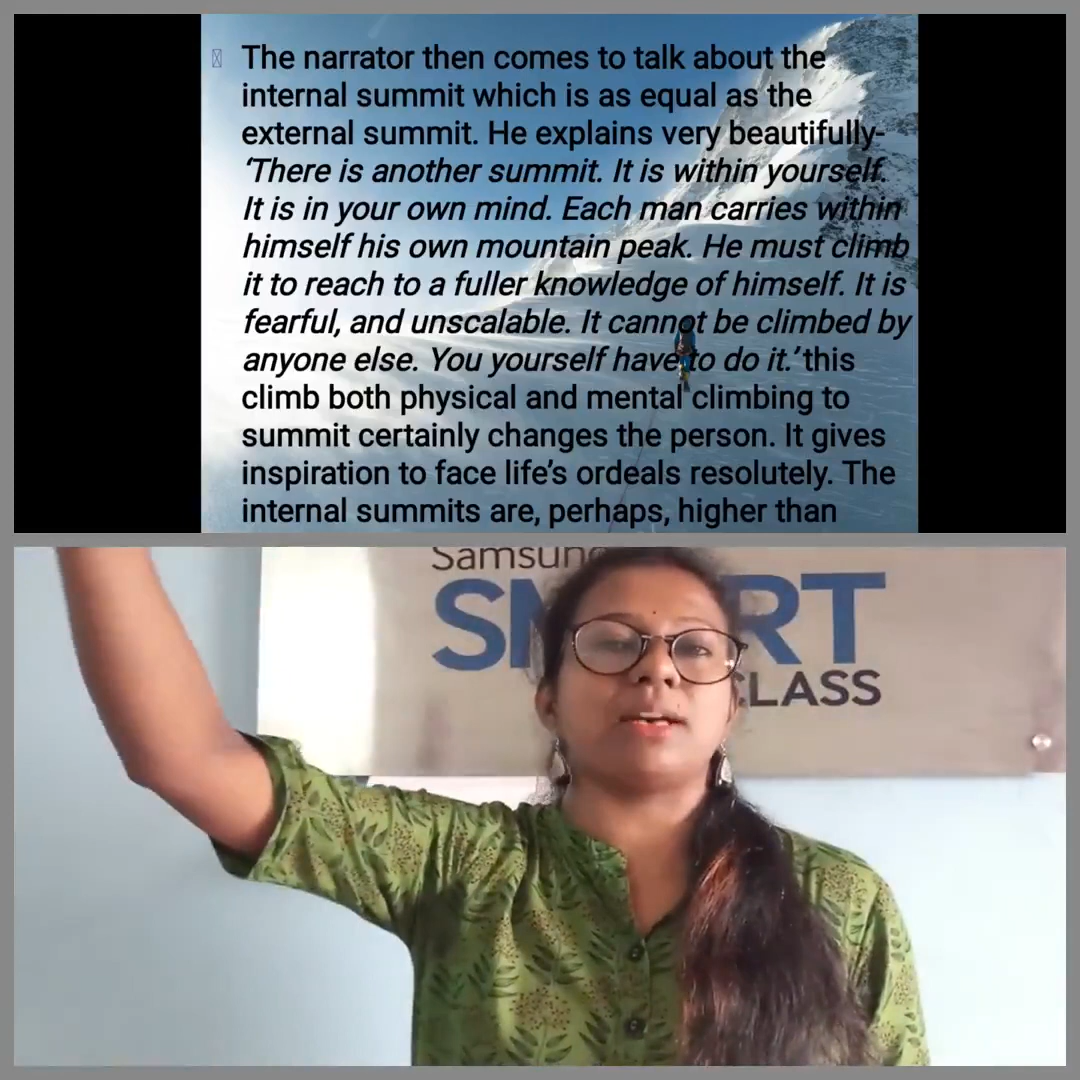 The narrator then comes to talk about the
internal summit which is as equal as the
external summit. He explains very beautifully-
‘There is another summit. It is within yourself.
It is in your own mind. Each man carries within
himself his own mountain peak. He must climb
it to reach to a fuller knowledge of himself. It is
fearful, and unscalable. It cannot be climbed by
anyone else. You yourself have to do it.’ this
climb both physical and mental climbing to
summit certainly changes the person. It gives
inspiration to face life’s ordeals resolutely. The
internal summits are, perhaps, higher than
Samsung
CLASS